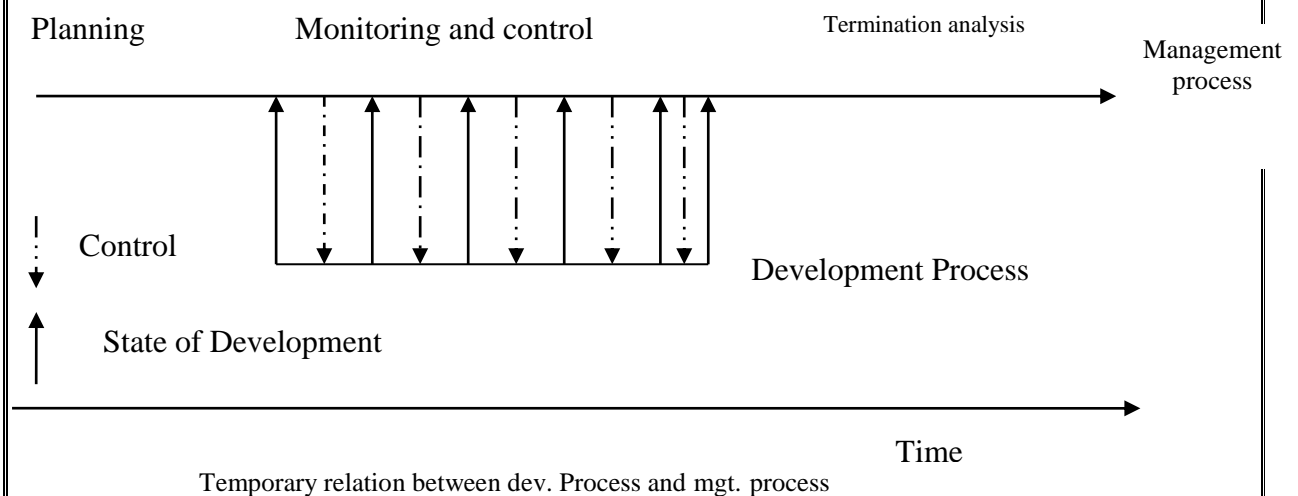 Planning
Monitoring and control
Termination analysis
Management
process
Control
Development Process
State of Development
Time
Temporary relation between dev. Process and mgt. process